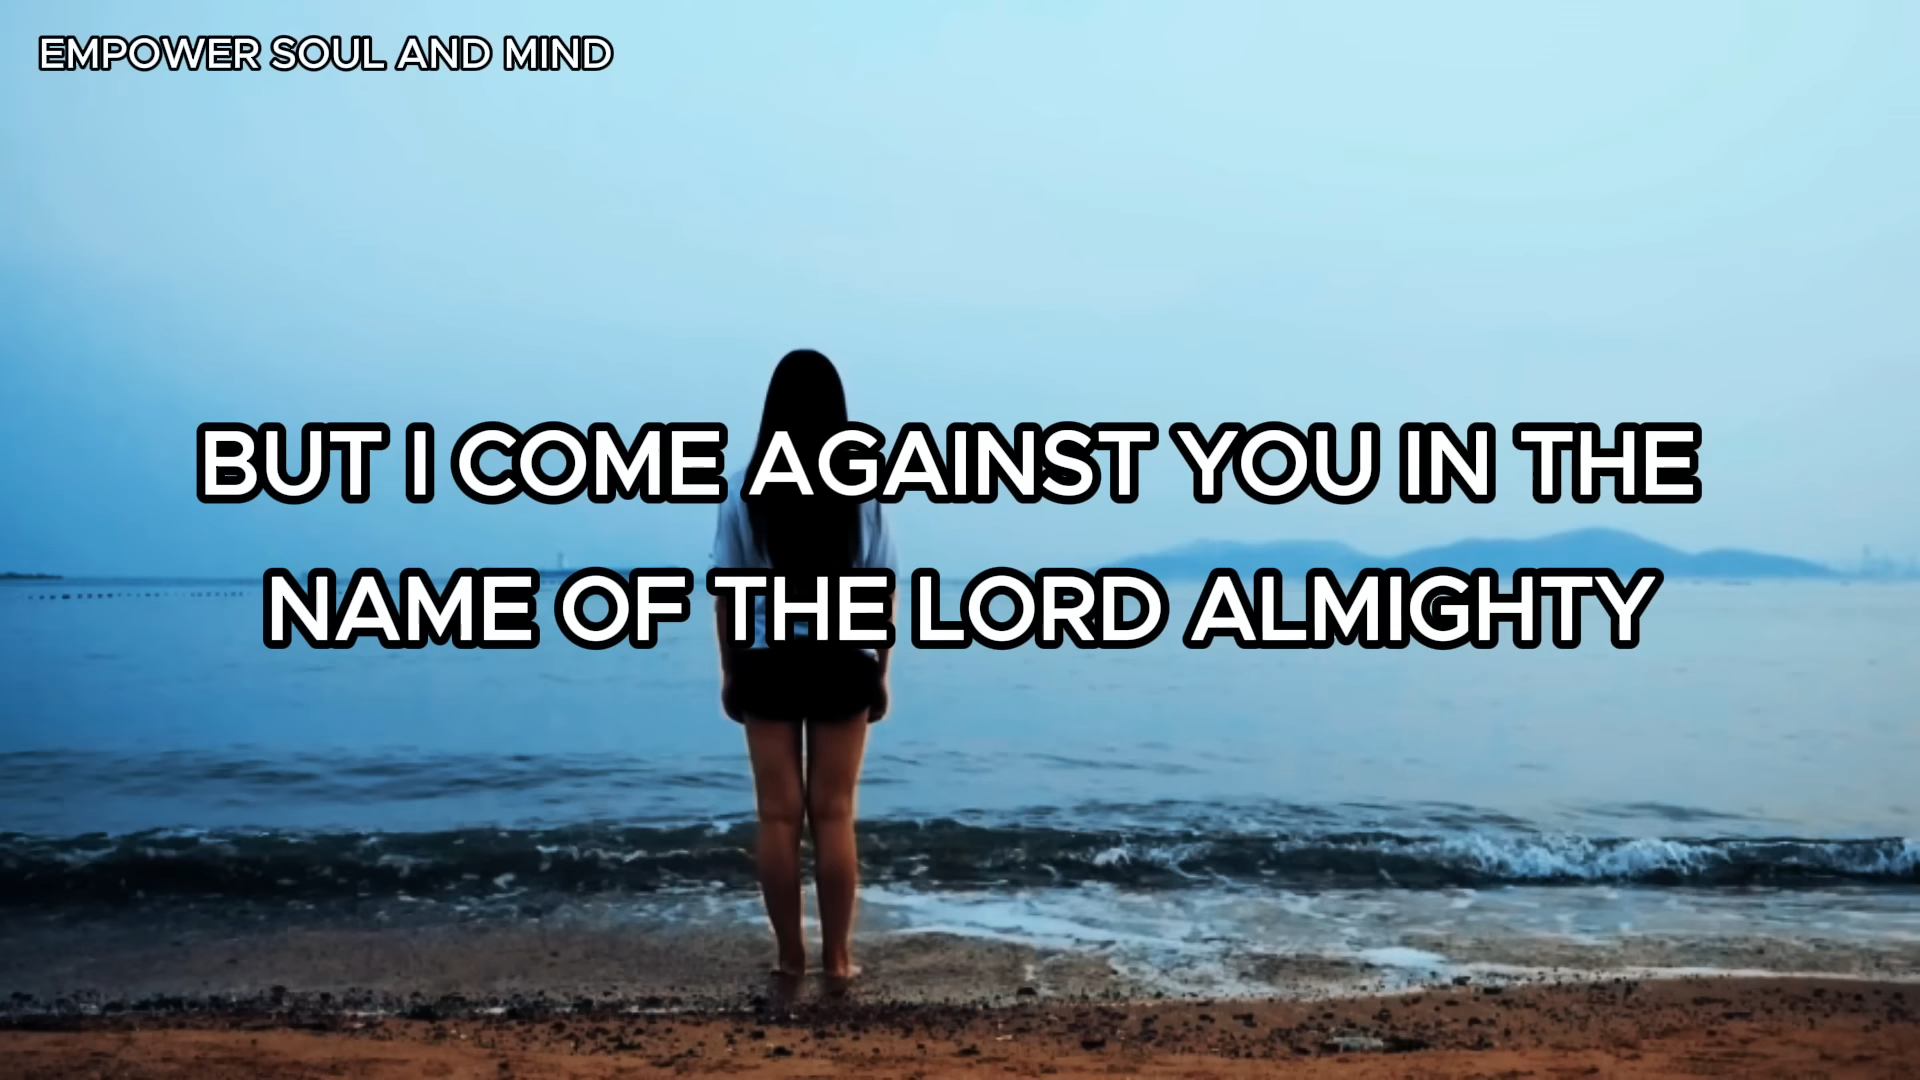 EMPOWER SOUL AND MIND
BUT I COME AGAINST YOU IN THE
NAME OF THE LORD ALMIGHTY